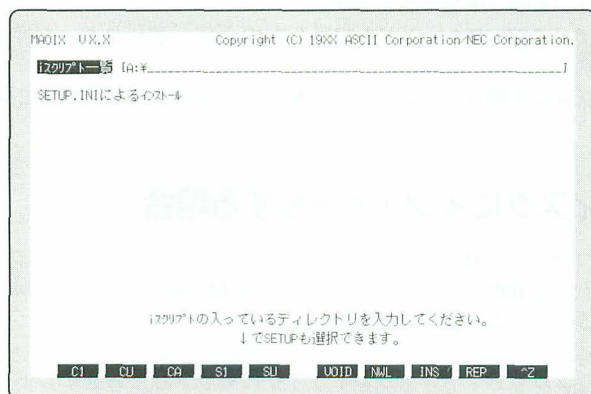 MAOIX VX.X Copyright (C) 19XX ASCII Corporation/NEC Corporation.
iスクリプト一覧 [A:¥_]
SETUP.INIによるインストール
iスクリプトの入っているディレクトリを入力してください。
↓でSETUPも選択できます。
C1 CU CA S1 SU VOID NWL INS REP ^Z